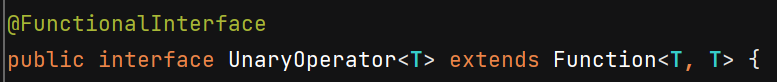 @FunctionalInterface
public interface UnaryOperator<T> extends Function<T, T> {